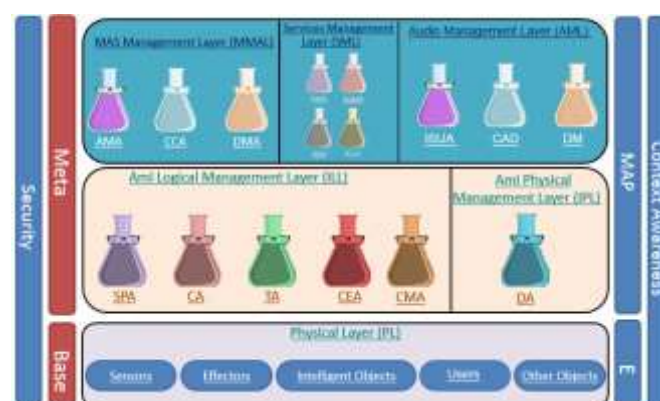 Security
Meta
Base
MAS Management Layer (MMAL)
AMA
CCA
DMA
Services Management
Layer (SML)
Audio Management Layer (AML)
CAD
DM
AmI Logical Management Layer (ILL)
SPA
CA
TA
CEA
CMA
AmI Physical
Management Layer (IPL)
DA
Physical Layer (PL)
Sensors
Effectors
Intelligent Objects
Users
Other Objects
MAP
E
Context Awareness